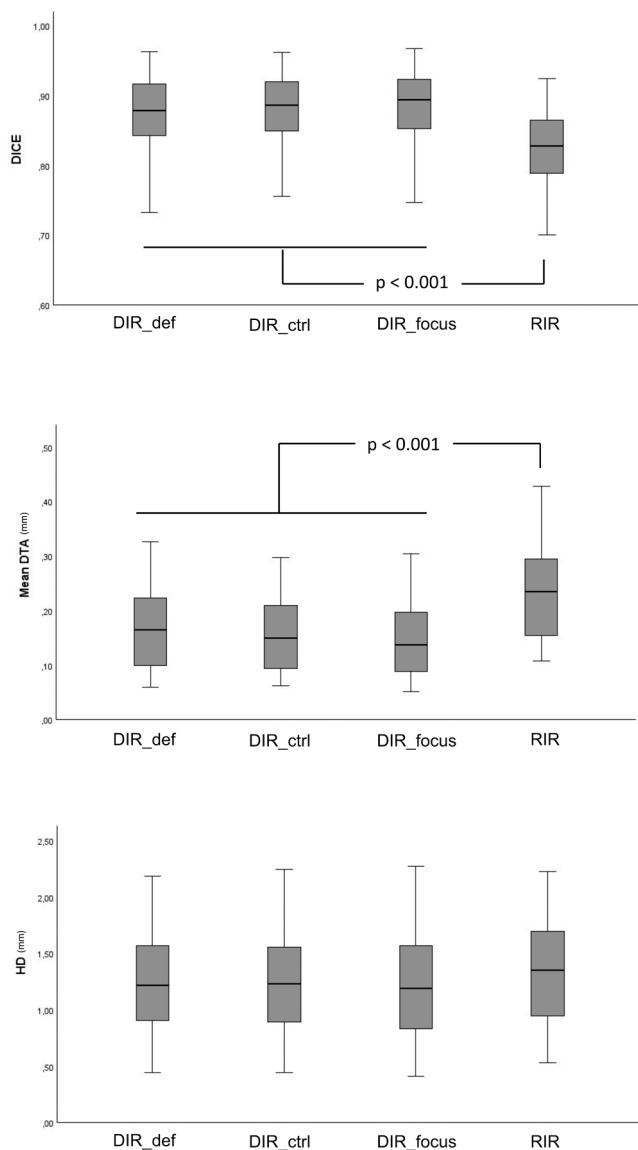 1,00
,90
,80
,70
,60
DICE
p < 0.001
DIR_def DIR_ctrl DIR_focus RIR
,50
,40
,30
,20
,10
,00
Mean DTA (mm)
p < 0.001
DIR_def DIR_ctrl DIR_focus RIR
2,50
2,00
1,50
1,00
,50
,00
HD (mm)
DIR_def DIR_ctrl DIR_focus RIR